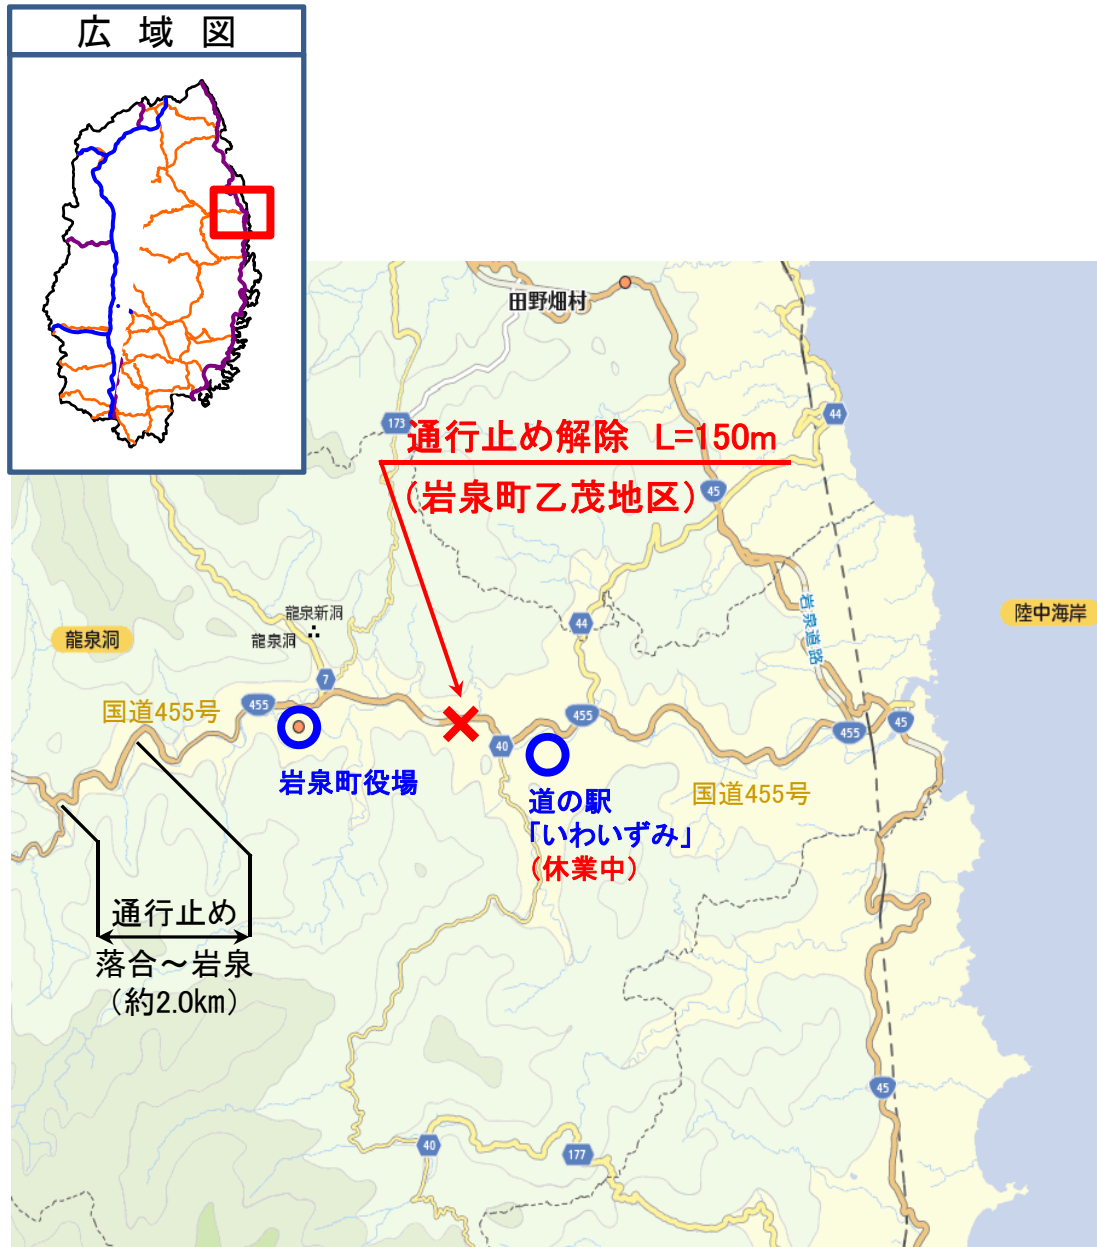 広域図
田野畑村
44
173
通行止め解除 L=150m
45
(岩泉町乙茂地区)
岩泉道路
陸中海岸
龍泉新洞
龍泉洞
龍泉洞
44
7
455
国道455号
455
45
455
40
岩泉町役場
道の駅
「いわいずみ」
(休業中)
国道455号
通行止め
落合～岩泉
(約2.0km)
45
40
177